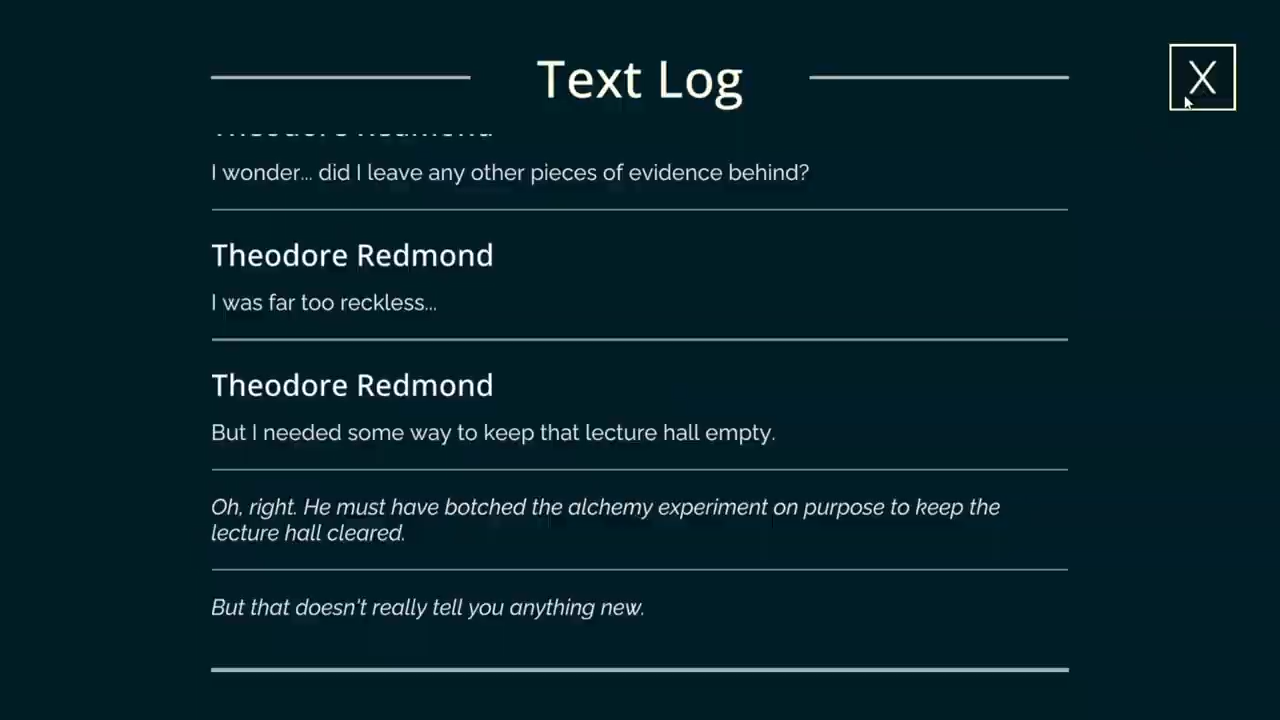 Text Log
X
Theodore Redmond
I wonder... did I leave any other pieces of evidence behind?
Theodore Redmond
I was far too reckless...
Theodore Redmond
But I needed some way to keep that lecture hall empty.
Oh, right. He must have botched the alchemy experiment on purpose to keep the
lecture hall cleared.
But that doesn't really tell you anything new.